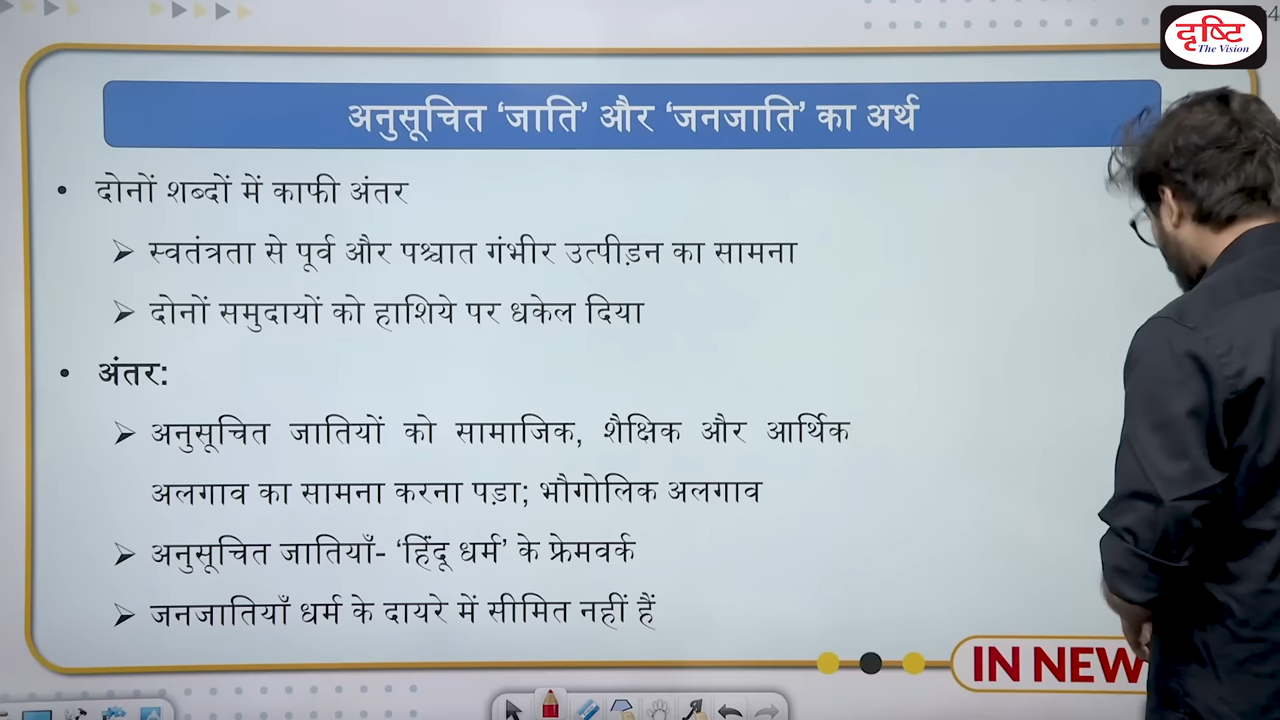 दृष्टि
The Vision
अनुसूचित ‘जाति’ और ‘जनजाति’ का अर्थ
• दोनों शब्दों में काफी अंतर
➢ स्वतंत्रता से पूर्व और पश्चात गंभीर उत्पीड़न का सामना
➢ दोनों समुदायों को हाशिये पर धकेल दिया
• अंतर:
➢ अनुसूचित जातियों को सामाजिक, शैक्षिक और आर्थिक
अलगाव का सामना करना पड़ा; भौगोलिक अलगाव
➢ अनुसूचित जातियाँ- ‘हिंदू धर्म’ के फ्रेमवर्क
➢ जनजातियाँ धर्म के दायरे में सीमित नहीं हैं
IN NEW